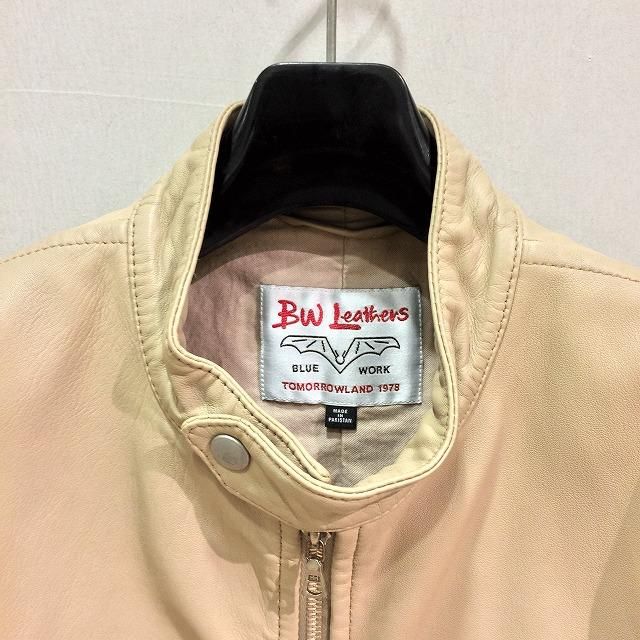 BW Leathers
BLUE WORK
TOMORROWLAND 1978
MADE
IN
PAKISTAN